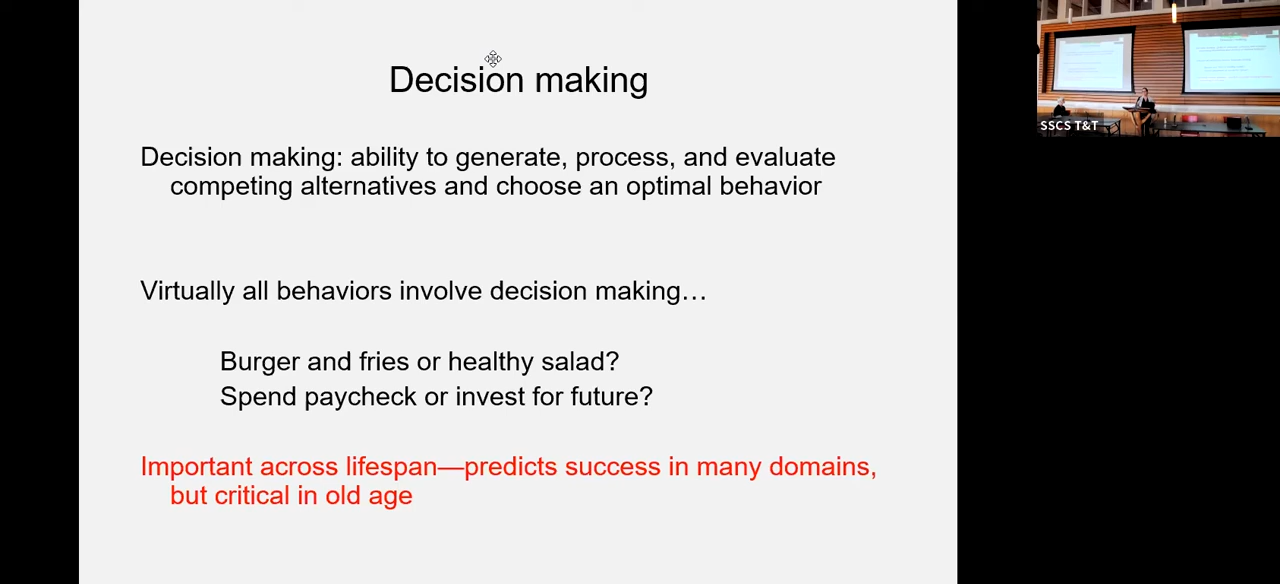 Decision making
Decision making: ability to generate, process, and evaluate
competing alternatives and choose an optimal behavior
Virtually all behaviors involve decision making…
Burger and fries or healthy salad?
Spend paycheck or invest for future?
Important across lifespan—predicts success in many domains,
but critical in old age
SSCS T&T